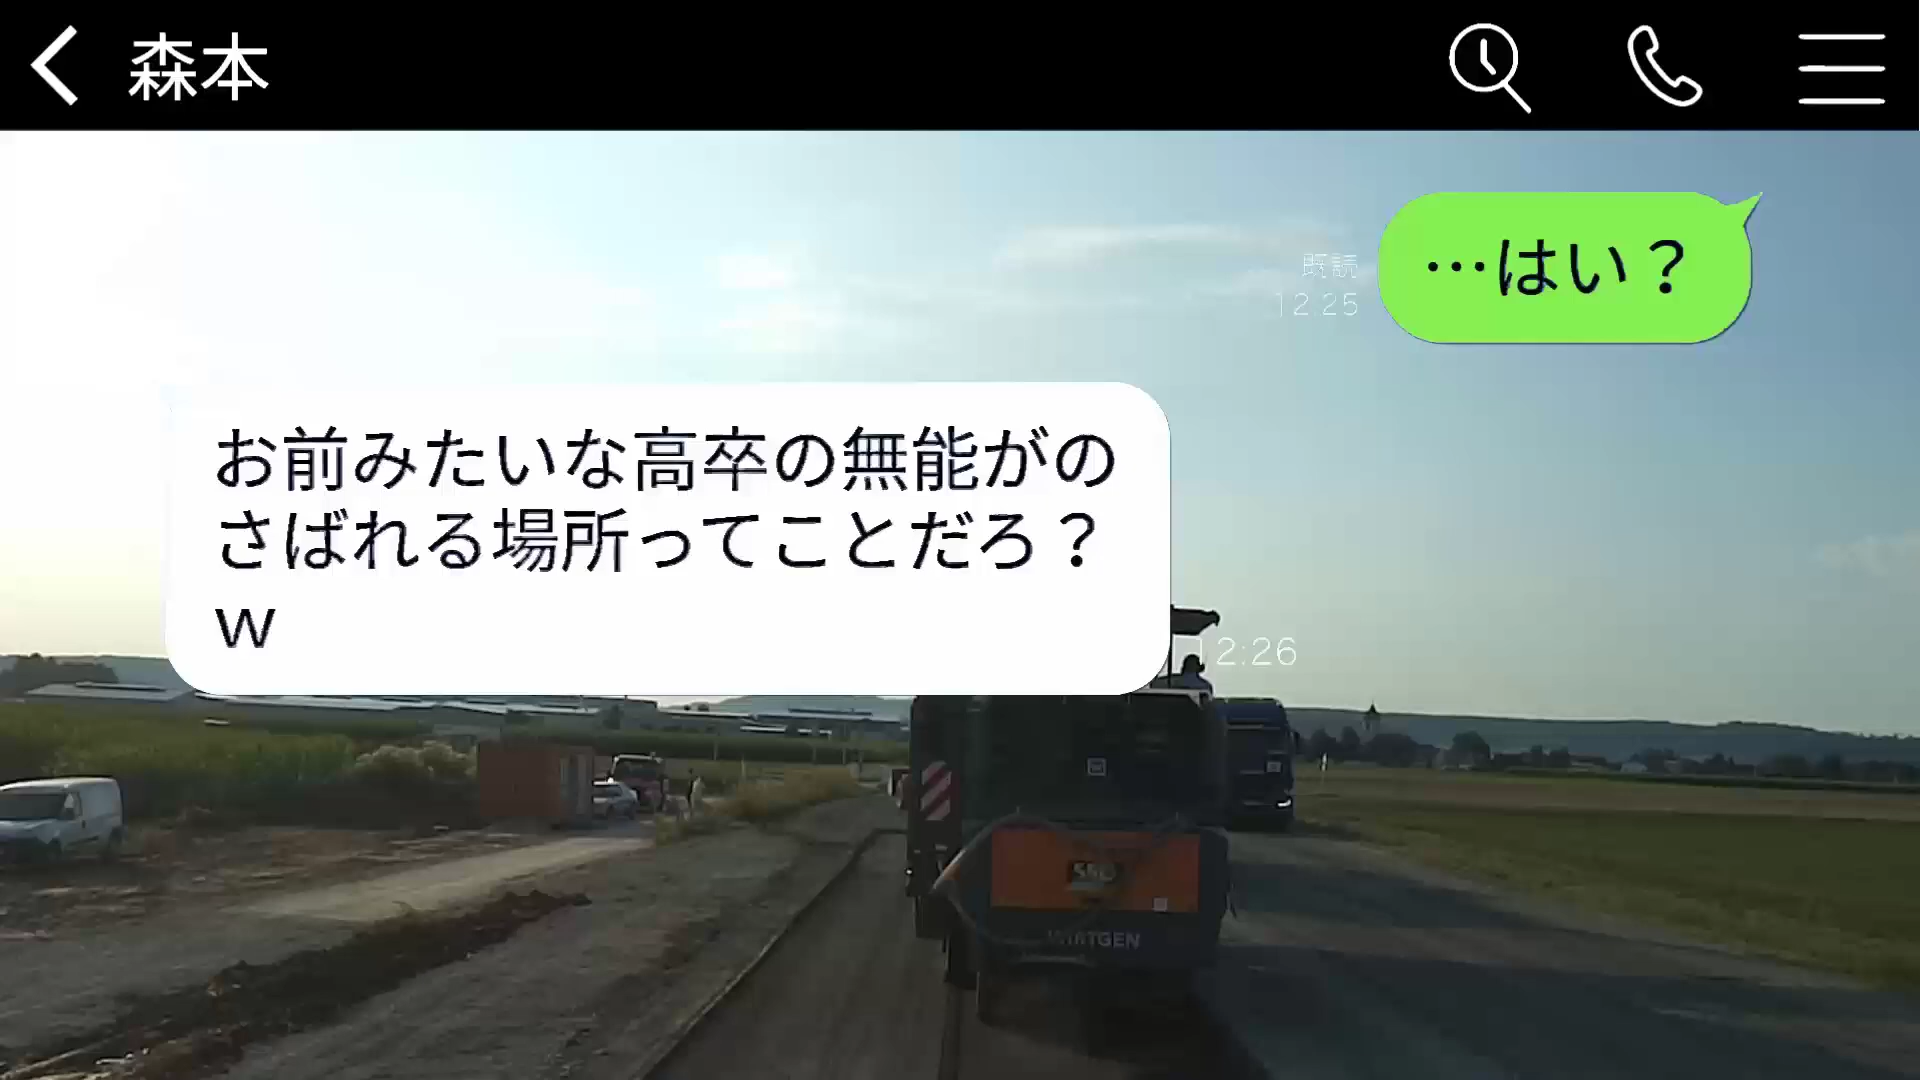 森本
…はい？
既読
12:25
お前みたいな高卒の無能がの
さばれる場所ってことだろ？
w
2:26
WIRTGEN